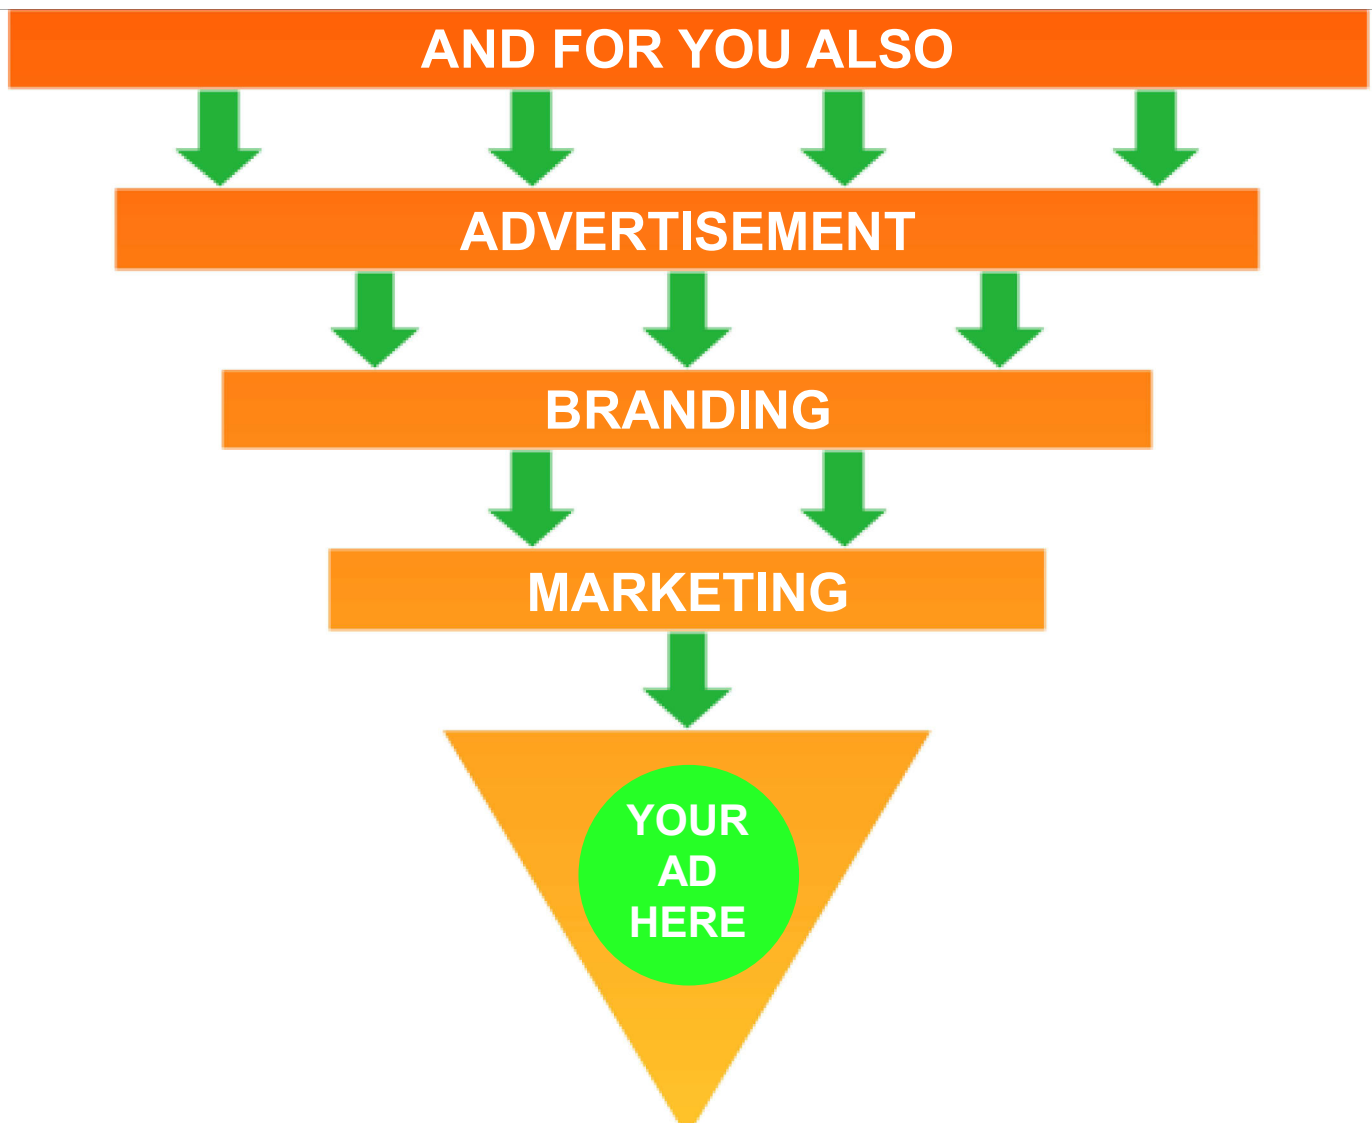 AND FOR YOU ALSO
ADVERTISEMENT
BRANDING
MARKETING
YOUR
AD
HERE